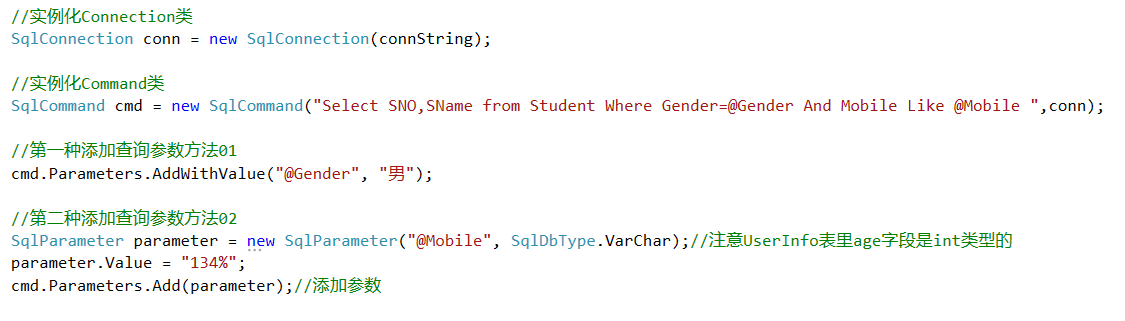 //实例化Connection类
SqlConnection conn = new SqlConnection(connString);
//实例化Command类
SqlCommand cmd = new SqlCommand("Select SNO,SName from Student Where Gender=@Gender And Mobile Like @Mobile ",conn);
//第一种添加查询参数方法01
cmd.Parameters.AddWithValue("@Gender", "男");
//第二种添加查询参数方法02
SqlParameter parameter = new SqlParameter("@Mobile", SqlDbType.VarChar);//注意UserInfo表里age字段是int类型的
parameter.Value = "134%";
cmd.Parameters.Add(parameter);//添加参数